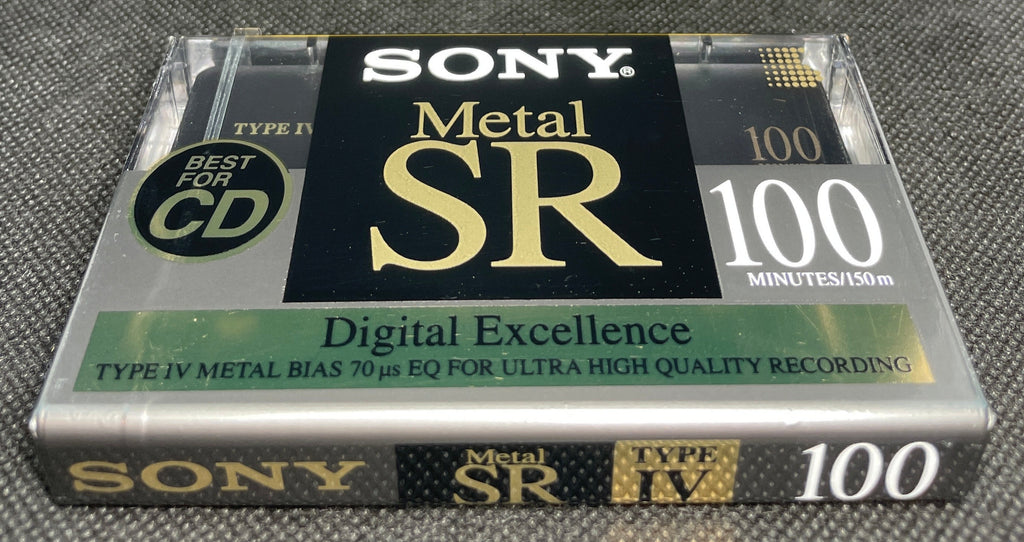 SONY®
Metal
SR
TYPE IV
100
BEST
FOR
CD
100
MINUTES/150m
Digital Excellence
TYPE IV METAL BIAS 70 µs EQ FOR ULTRA HIGH QUALITY RECORDING
SONY
Metal
SR
TYPE
IV
100